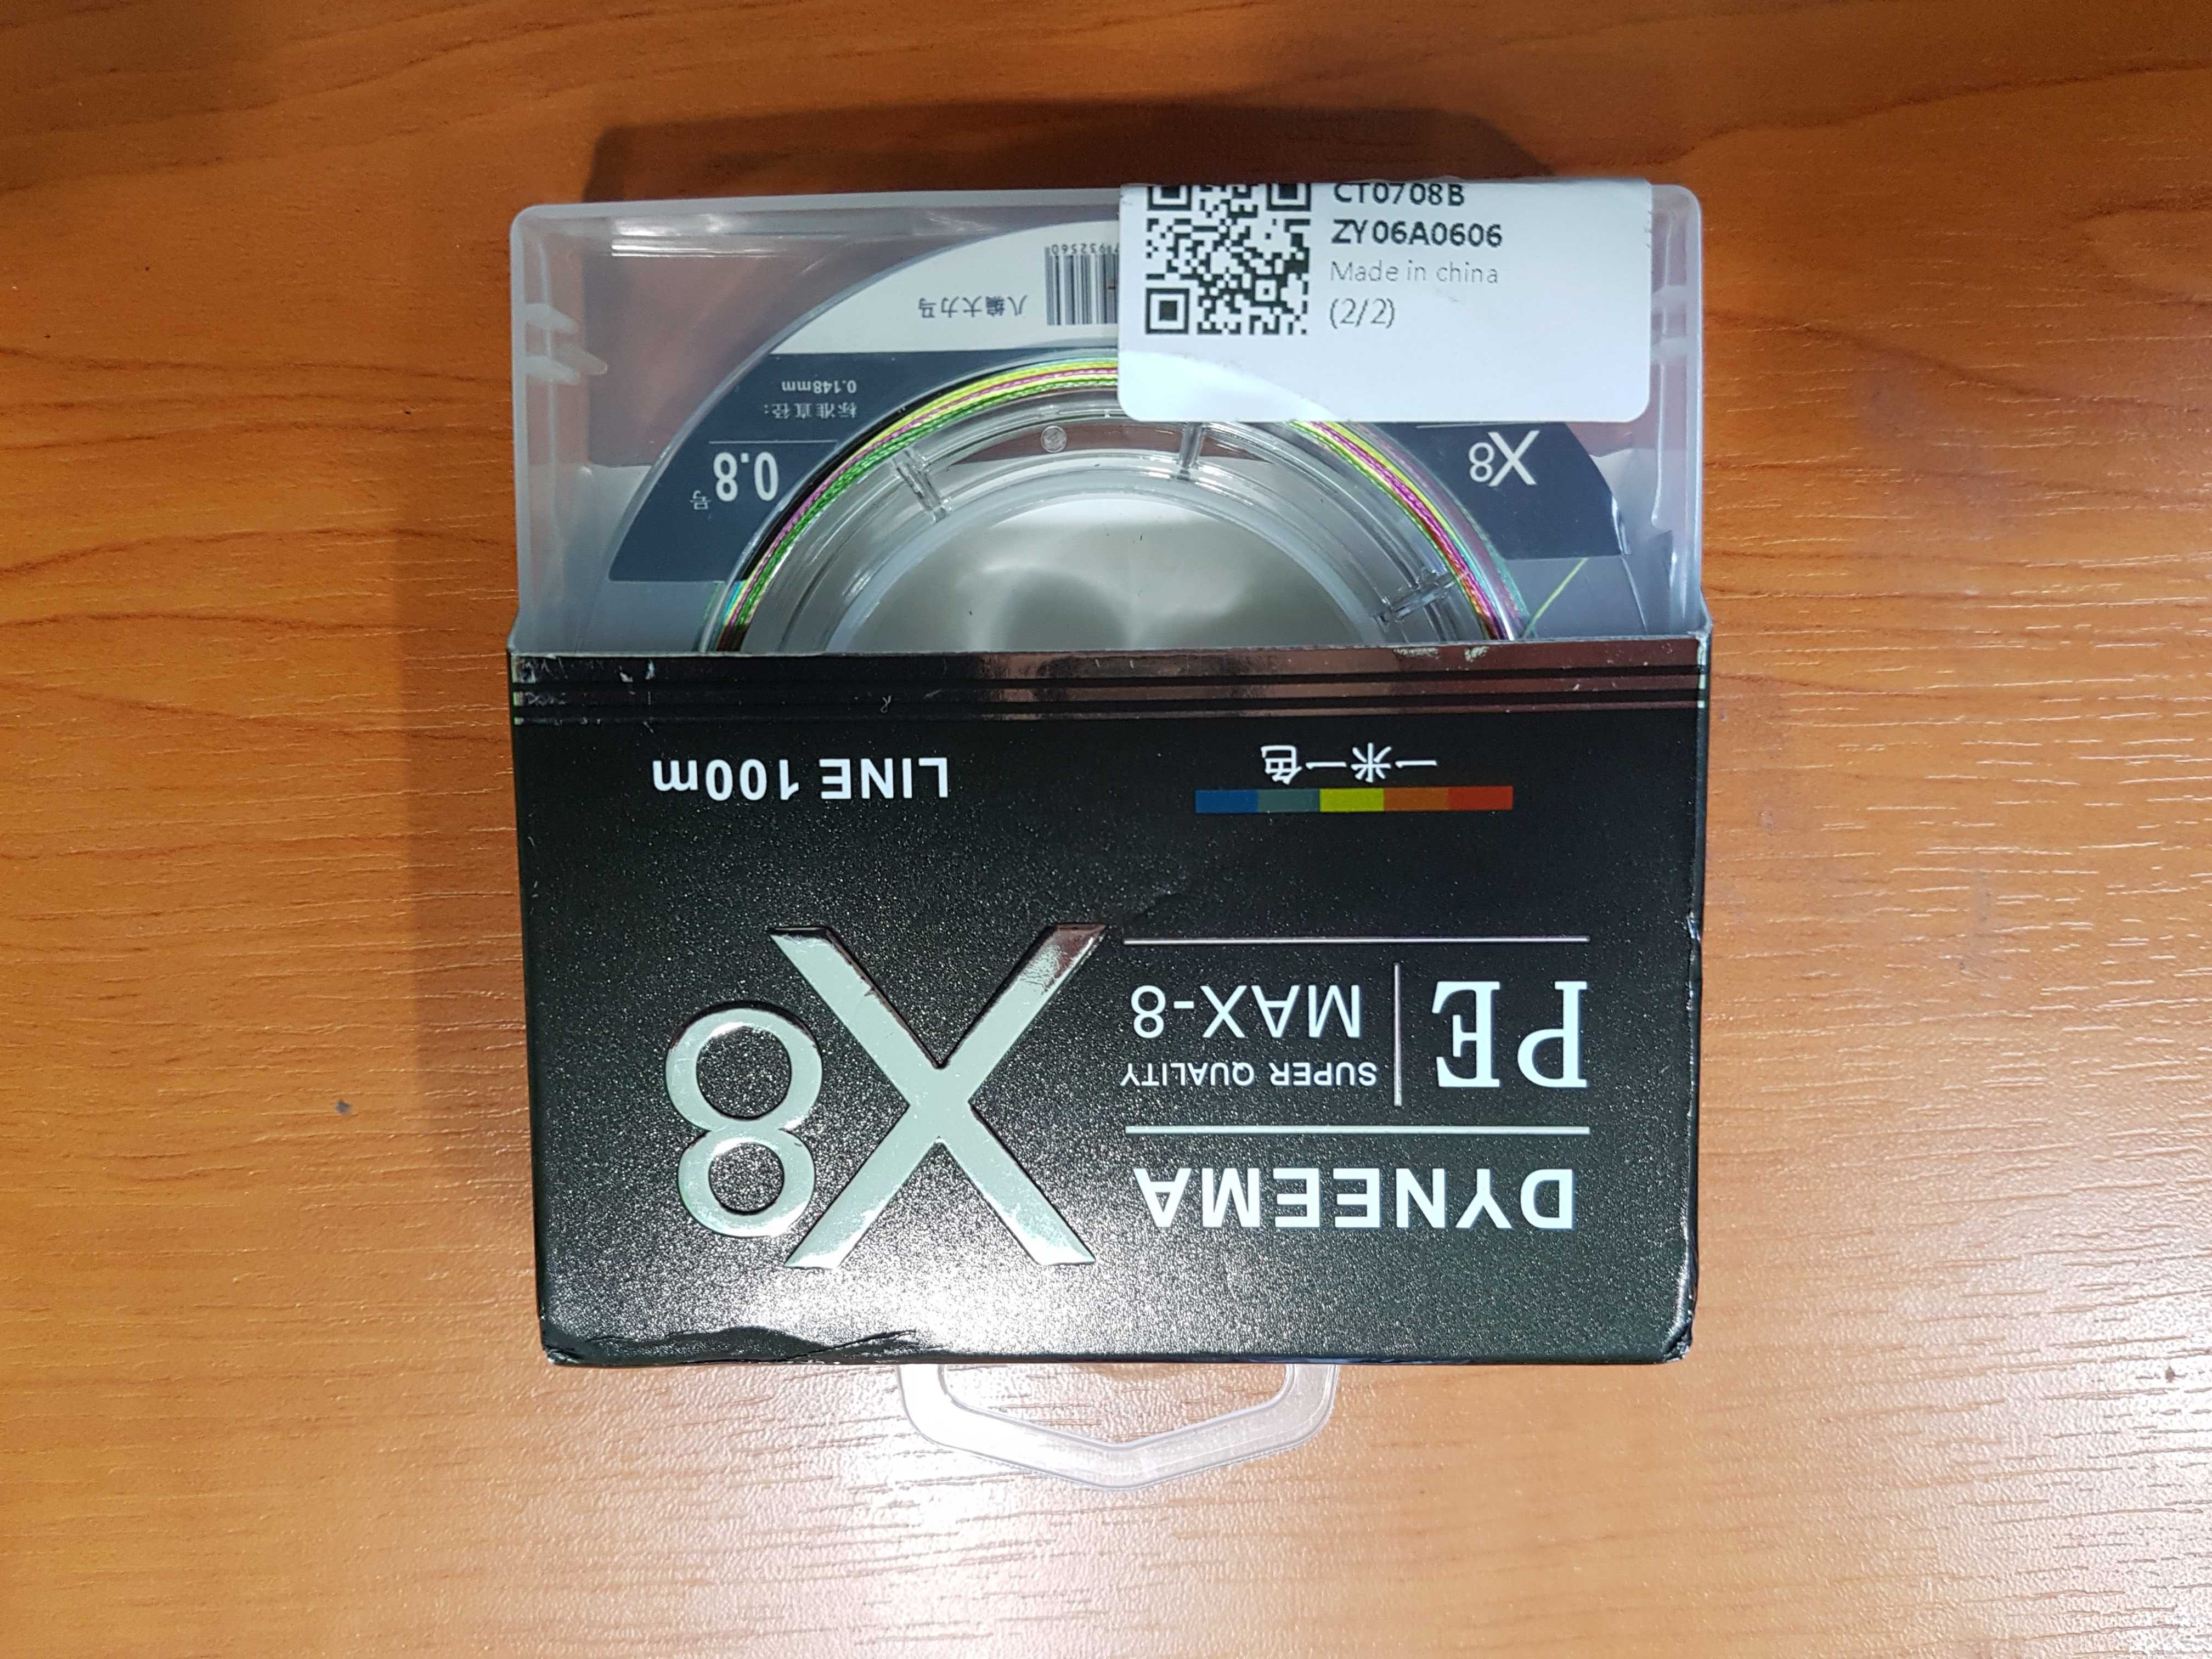 CT0708B
ZY06A0606
Made in china
(2/2)
DYNEEMA
PE
SUPER QUALITY
MAX-8
X8
一米一色
LINE 100m
X8
0.8号
标准直径:
0.148mm
八编大力马